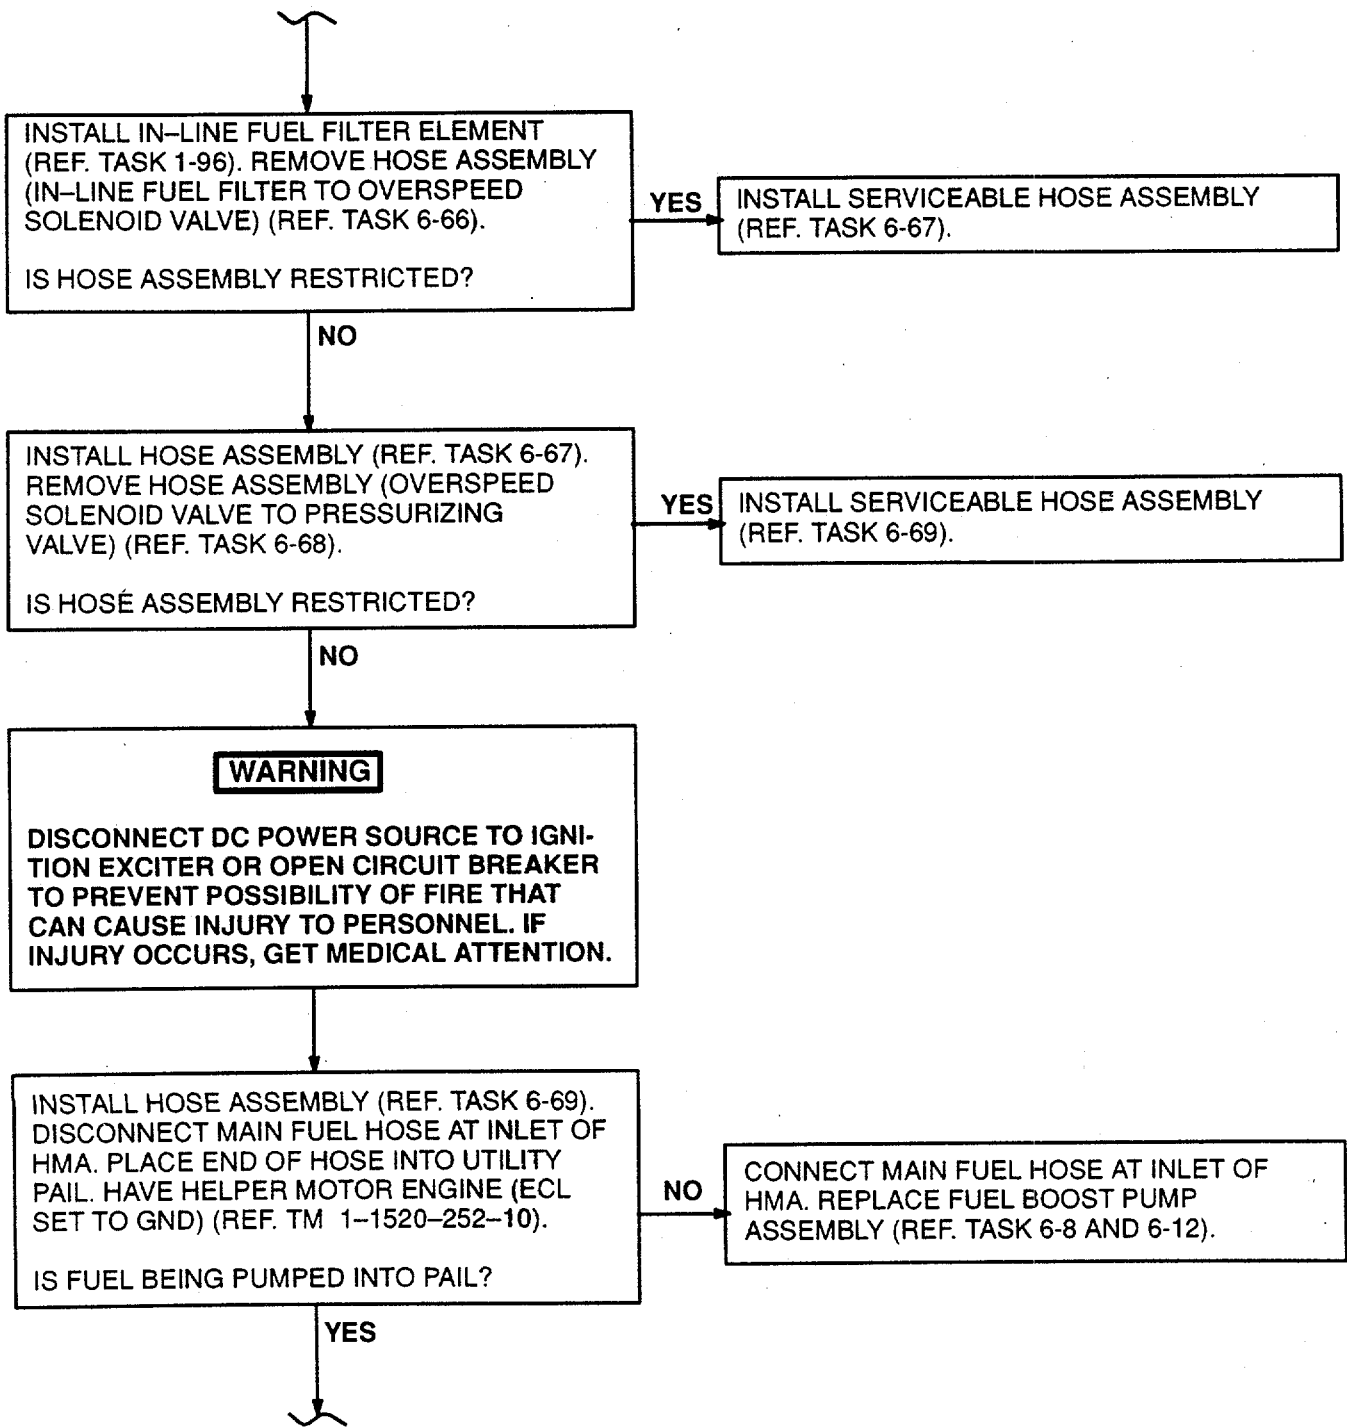 INSTALL IN–LINE FUEL FILTER ELEMENT
(REF. TASK 1-96). REMOVE HOSE ASSEMBLY
(IN–LINE FUEL FILTER TO OVERSPEED
SOLENOID VALVE) (REF. TASK 6-66).
IS HOSE ASSEMBLY RESTRICTED?
YES
INSTALL SERVICEABLE HOSE ASSEMBLY
(REF. TASK 6-67).
NO
INSTALL HOSE ASSEMBLY (REF. TASK 6-67).
REMOVE HOSE ASSEMBLY (OVERSPEED
SOLENOID VALVE TO PRESSURIZING
VALVE) (REF. TASK 6-68).
IS HOSE ASSEMBLY RESTRICTED?
YES
INSTALL SERVICEABLE HOSE ASSEMBLY
(REF. TASK 6-69).
NO
WARNING
DISCONNECT DC POWER SOURCE TO IGNI-
TION EXCITER OR OPEN CIRCUIT BREAKER
TO PREVENT POSSIBILITY OF FIRE THAT
CAN CAUSE INJURY TO PERSONNEL. IF
INJURY OCCURS, GET MEDICAL ATTENTION.
INSTALL HOSE ASSEMBLY (REF. TASK 6-69).
DISCONNECT MAIN FUEL HOSE AT INLET OF
HMA. PLACE END OF HOSE INTO UTILITY
PAIL. HAVE HELPER MOTOR ENGINE (ECL
SET TO GND) (REF. TM 1–1520–252–10).
IS FUEL BEING PUMPED INTO PAIL?
NO
CONNECT MAIN FUEL HOSE AT INLET OF
HMA. REPLACE FUEL BOOST PUMP
ASSEMBLY (REF. TASK 6-8 AND 6-12).
YES